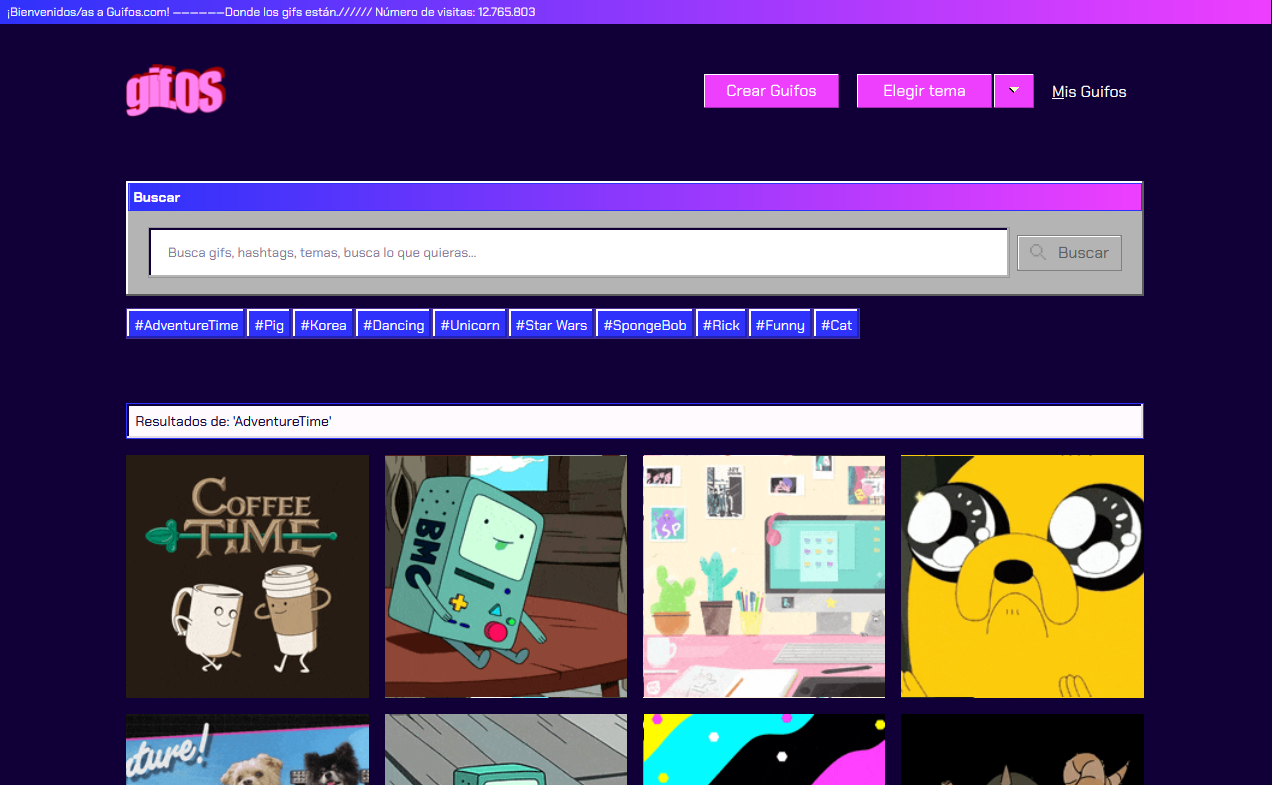 ¡Bienvenidos/as a Guifos.com! ——————Donde los gifs están.////// Número de visitas: 12.765.803
gifOS
Crear Guifos
Elegir tema
Mis Guifos
Buscar
Busca gifs, hashtags, temas, busca lo que quieras...
Buscar
#AdventureTime #Pig #Korea #Dancing #Unicorn #Star Wars #SpongeBob #Rick #Funny #Cat
Resultados de: 'AdventureTime'
COFFEE
TIME
BMO
LSP
ture!